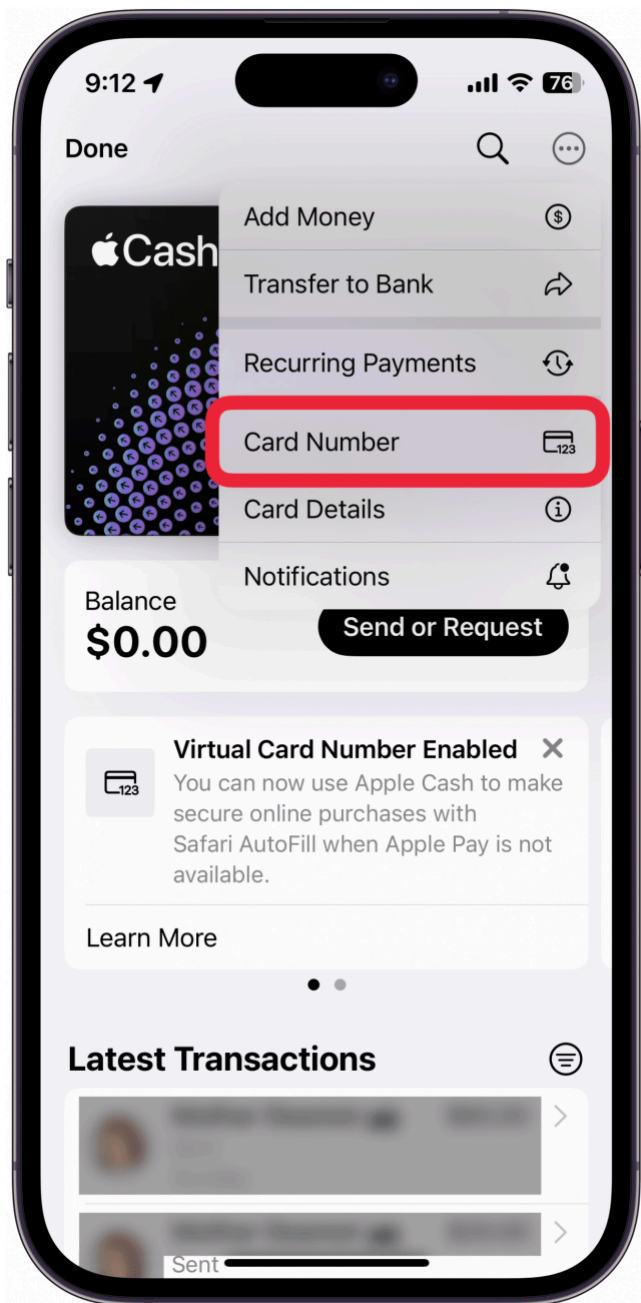 9:12
76
Done
Cash
Add Money
Transfer to Bank
Recurring Payments
Card Number
123
Card Details
Notifications
Balance
$0.00
Send or Request
Virtual Card Number Enabled
123
You can now use Apple Cash to make
secure online purchases with
Safari AutoFill when Apple Pay is not
available.
Learn More
Latest Transactions
Sent